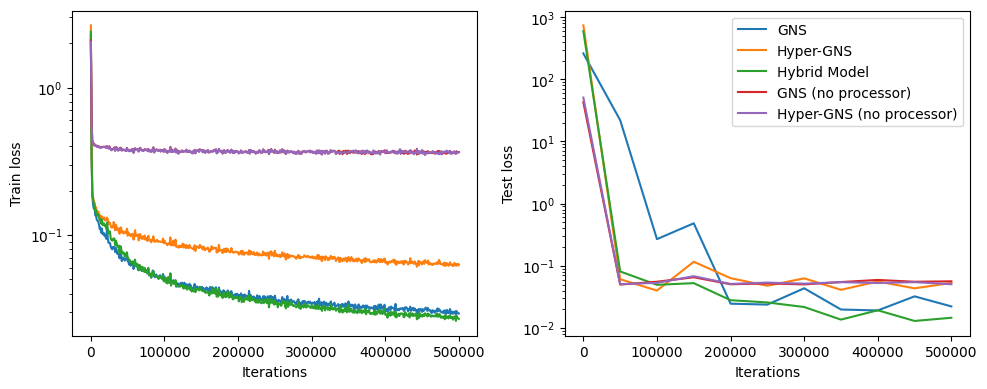 Train loss
10⁰
10⁻¹
0
100000
200000
300000
400000
500000
Iterations
Test loss
10³
10²
10¹
10⁰
10⁻¹
10⁻²
0
100000
200000
300000
400000
500000
Iterations
GNS
Hyper-GNS
Hybrid Model
GNS (no processor)
Hyper-GNS (no processor)